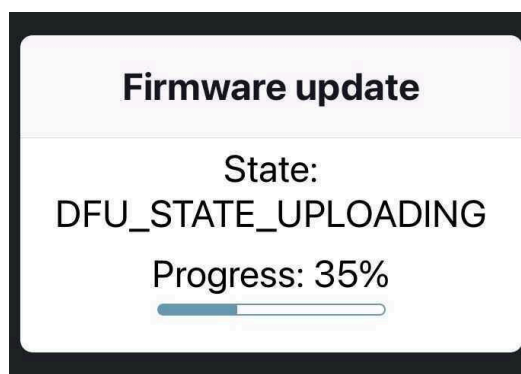 Firmware update
State:
DFU_STATE_UPLOADING
Progress: 35%